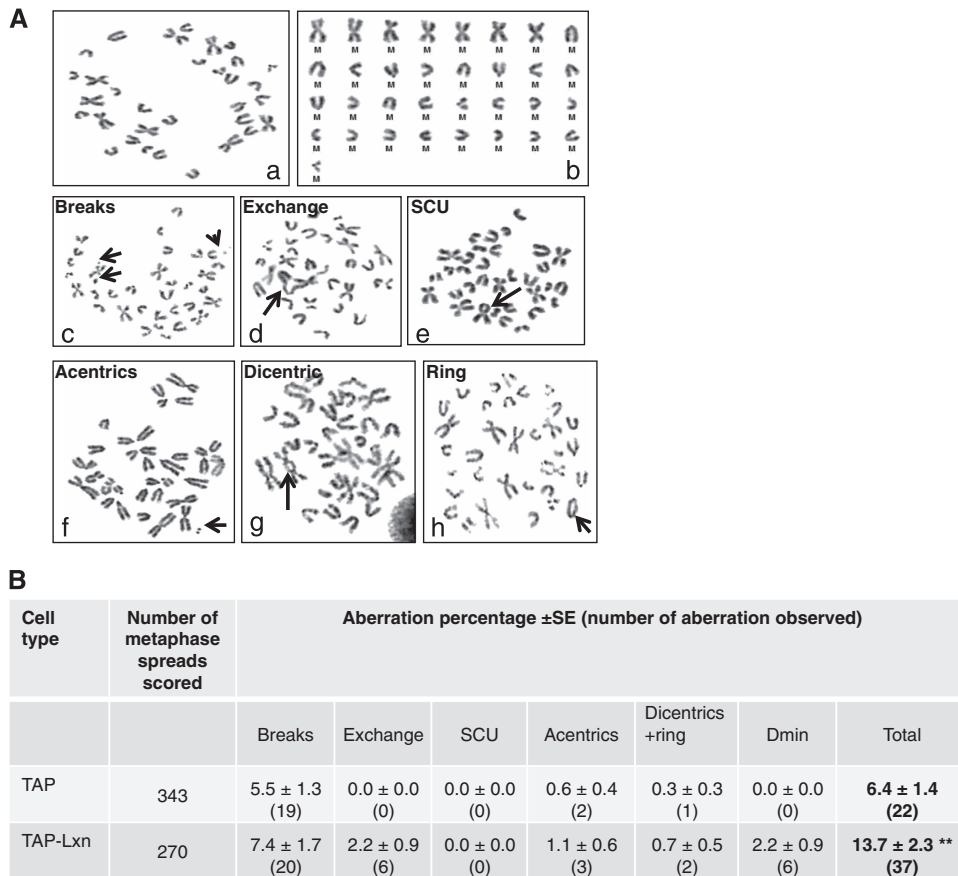 A
a
M M M M M M M M
M M M M M M M M
M M M M M M M M
M M M M M M M M
M
b
Breaks
c
Exchange
d
SCU
e
Acentrics
f
Dicentric
g
Ring
h
B
Cell type
Number of metaphase spreads scored
Aberration percentage ±SE (number of aberration observed)
Breaks Exchange SCU Acentrics Dicentrics +ring Dmin Total
TAP 343 5.5 ± 1.3 0.0 ± 0.0 0.0 ± 0.0 0.6 ± 0.4 0.3 ± 0.3 0.0 ± 0.0 6.4 ± 1.4
(19) (0) (0) (2) (1) (0) (22)
TAP-Lxn 270 7.4 ± 1.7 2.2 ± 0.9 0.0 ± 0.0 1.1 ± 0.6 0.7 ± 0.5 2.2 ± 0.9 13.7 ± 2.3 **
(20) (6) (0) (3) (2) (6) (37)